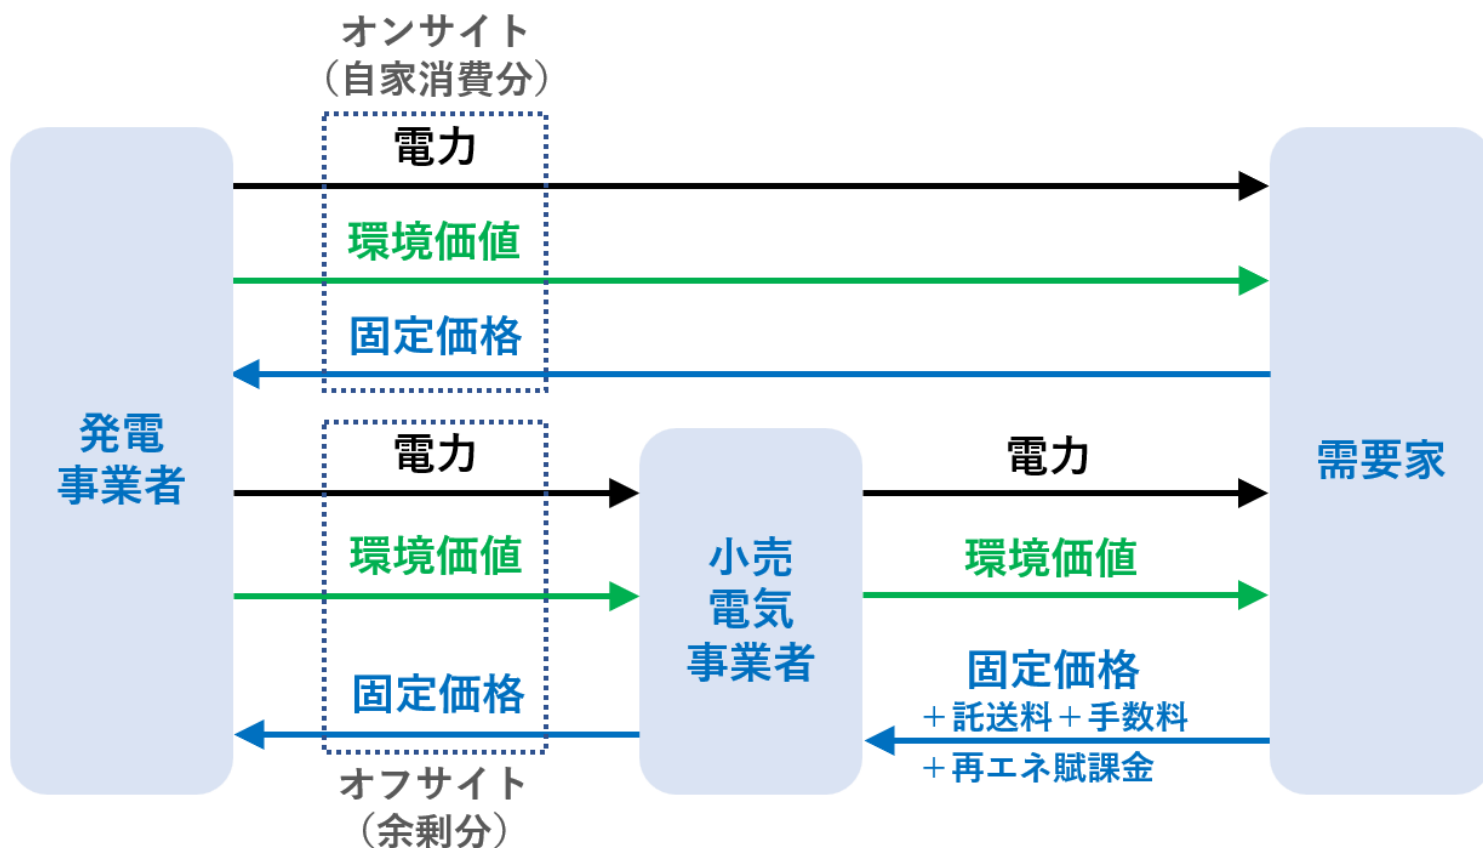 オンサイト
（自家消費分）
電力
環境価値
固定価格
発電
事業者
電力
環境価値
固定価格
オフサイト
（余剰分）
小売
電気
事業者
電力
環境価値
固定価格
＋託送料＋手数料
＋再エネ賦課金
需要家